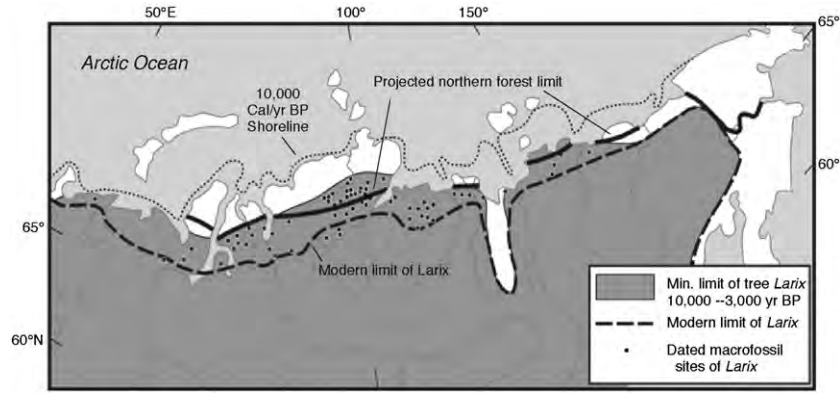 50°E
100°
150°
65°
Arctic Ocean
Projected northern forest limit
10,000
Cal/yr BP
Shoreline
60°
65°
Modern limit of Larix
60°N
Min. limit of tree Larix
10,000 --3,000 yr BP
Modern limit of Larix
Dated macrofossil
sites of Larix